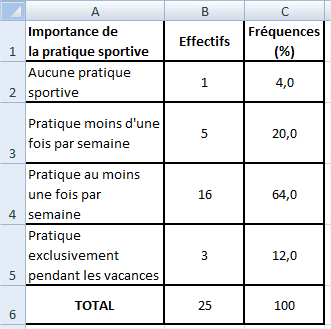 A B C
1 Importance de la pratique sportive Effectifs Fréquences (%)
2 Aucune pratique sportive 1 4,0
3 Pratique moins d'une fois par semaine 5 20,0
4 Pratique au moins une fois par semaine 16 64,0
5 Pratique exclusivement pendant les vacances 3 12,0
6 TOTAL 25 100